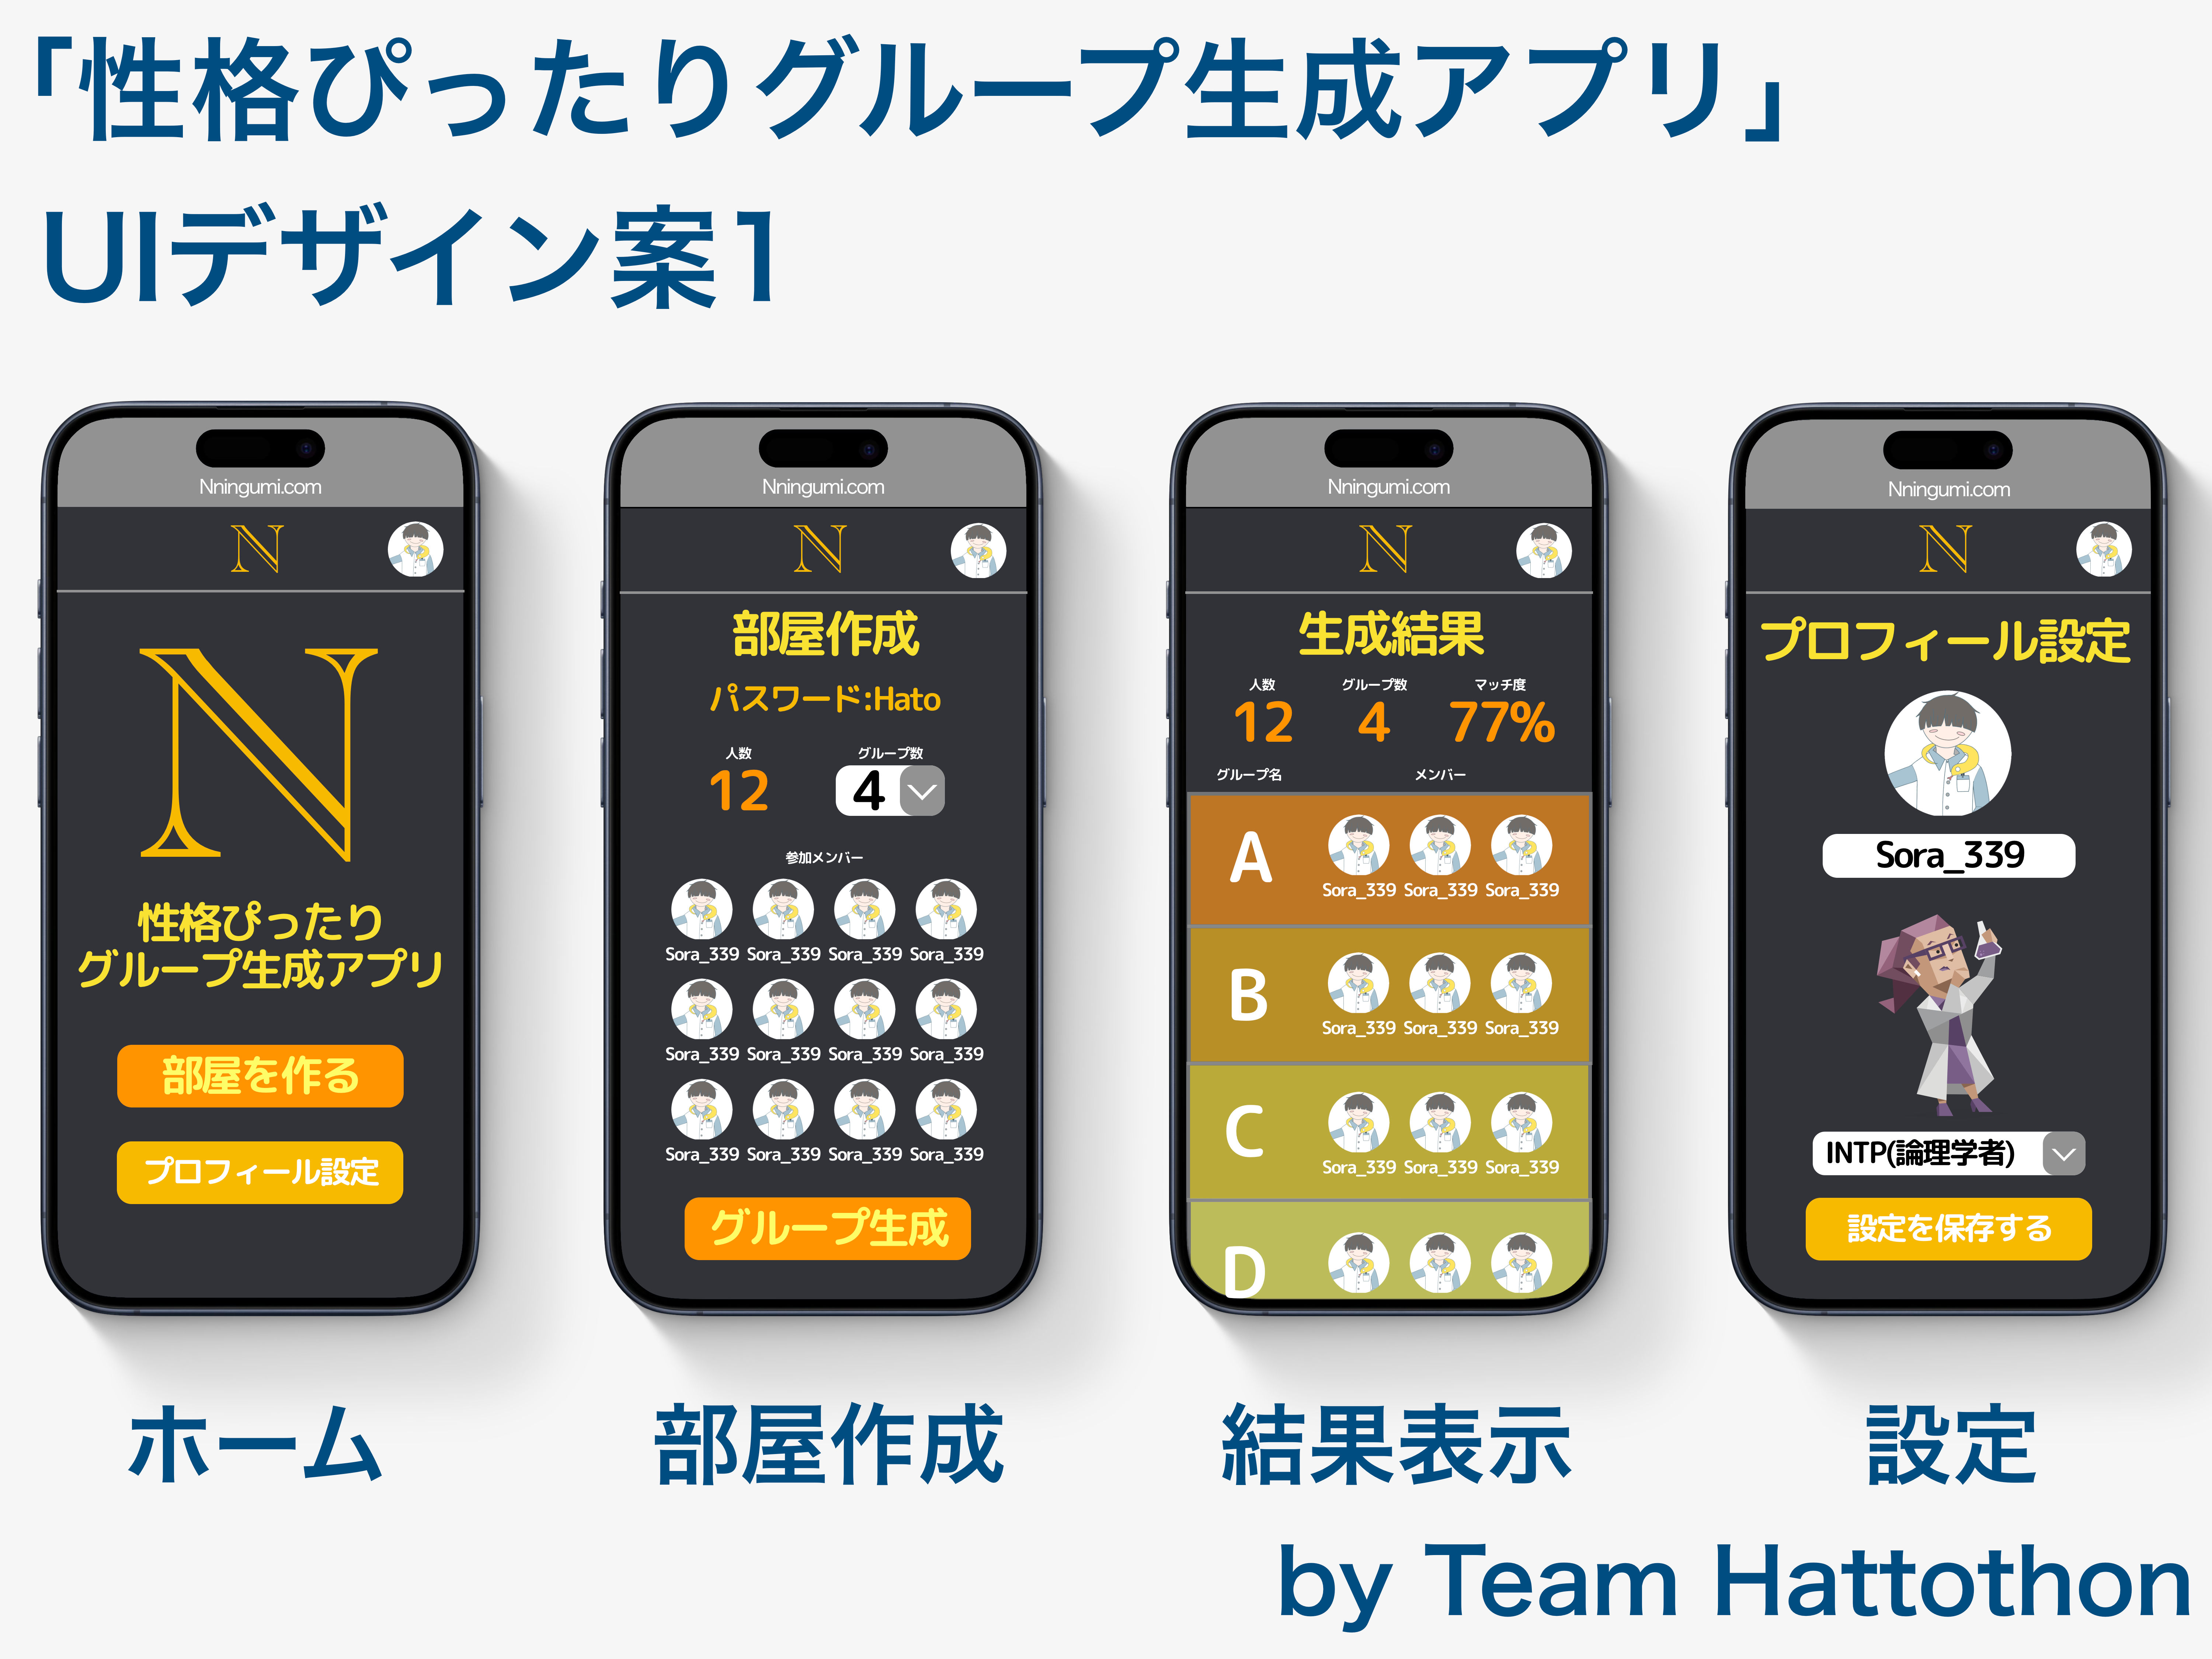 「性格ぴったりグループ生成アプリ」
UIデザイン案1
Nningumi.com
N
N
性格ぴったり
グループ生成アプリ
部屋を作る
プロフィール設定
ホーム
Nningumi.com
N
部屋作成
パスワード:Hato
人数 グループ数
12 4
参加メンバー
Sora_339 Sora_339 Sora_339 Sora_339
Sora_339 Sora_339 Sora_339 Sora_339
Sora_339 Sora_339 Sora_339 Sora_339
グループ生成
部屋作成
Nningumi.com
N
生成結果
人数 グループ数 マッチ度
12 4 77%
グループ名 メンバー
A
Sora_339 Sora_339 Sora_339
B
Sora_339 Sora_339 Sora_339
C
Sora_339 Sora_339 Sora_339
D
結果表示
Nningumi.com
N
プロフィール設定
Sora_339
INTP(論理学者)
設定を保存する
設定
by Team Hattothon